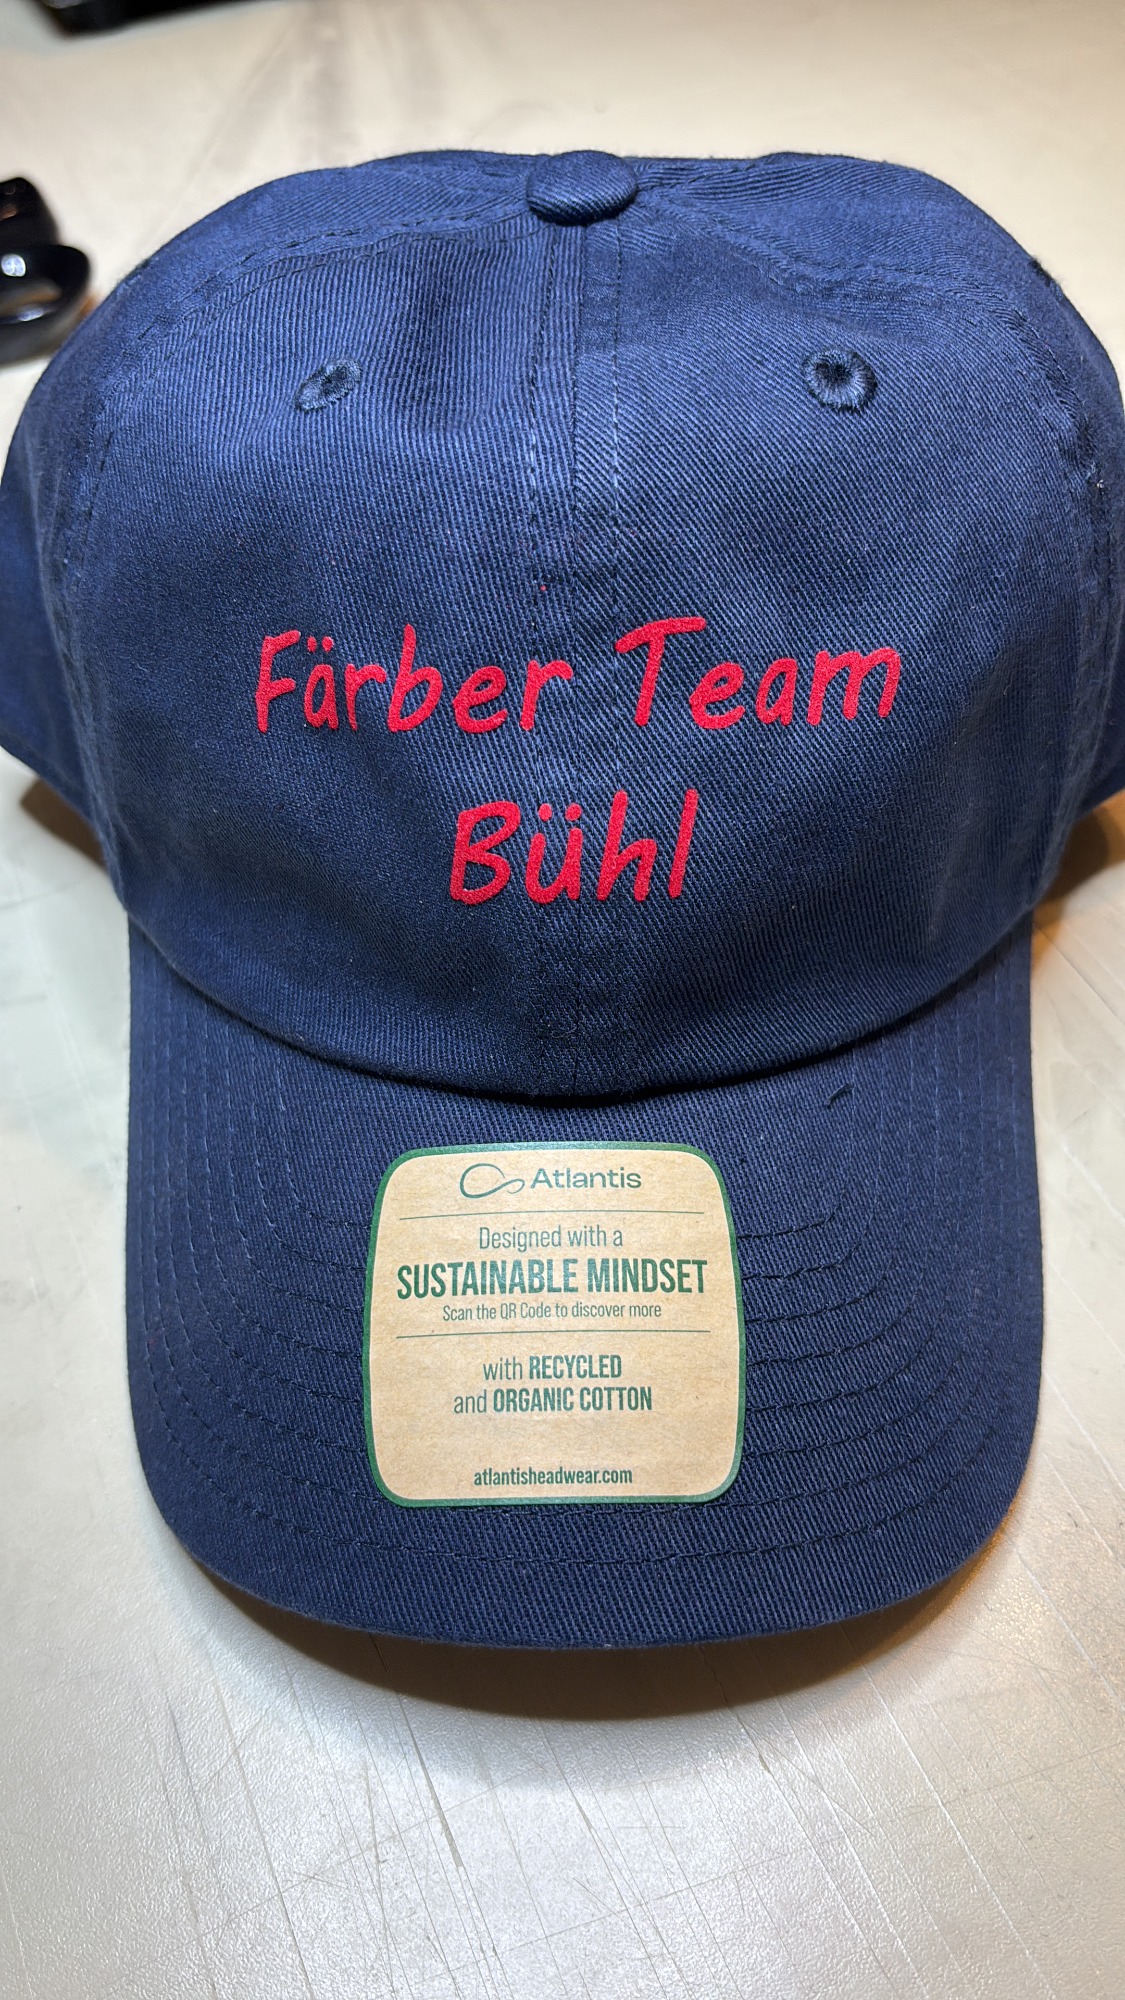 Färber Team
Bühl
Atlantis
Designed with a
SUSTAINABLE MINDSET
Scan the QR Code to discover more
with RECYCLED
and ORGANIC COTTON
atlantisheadwear.com